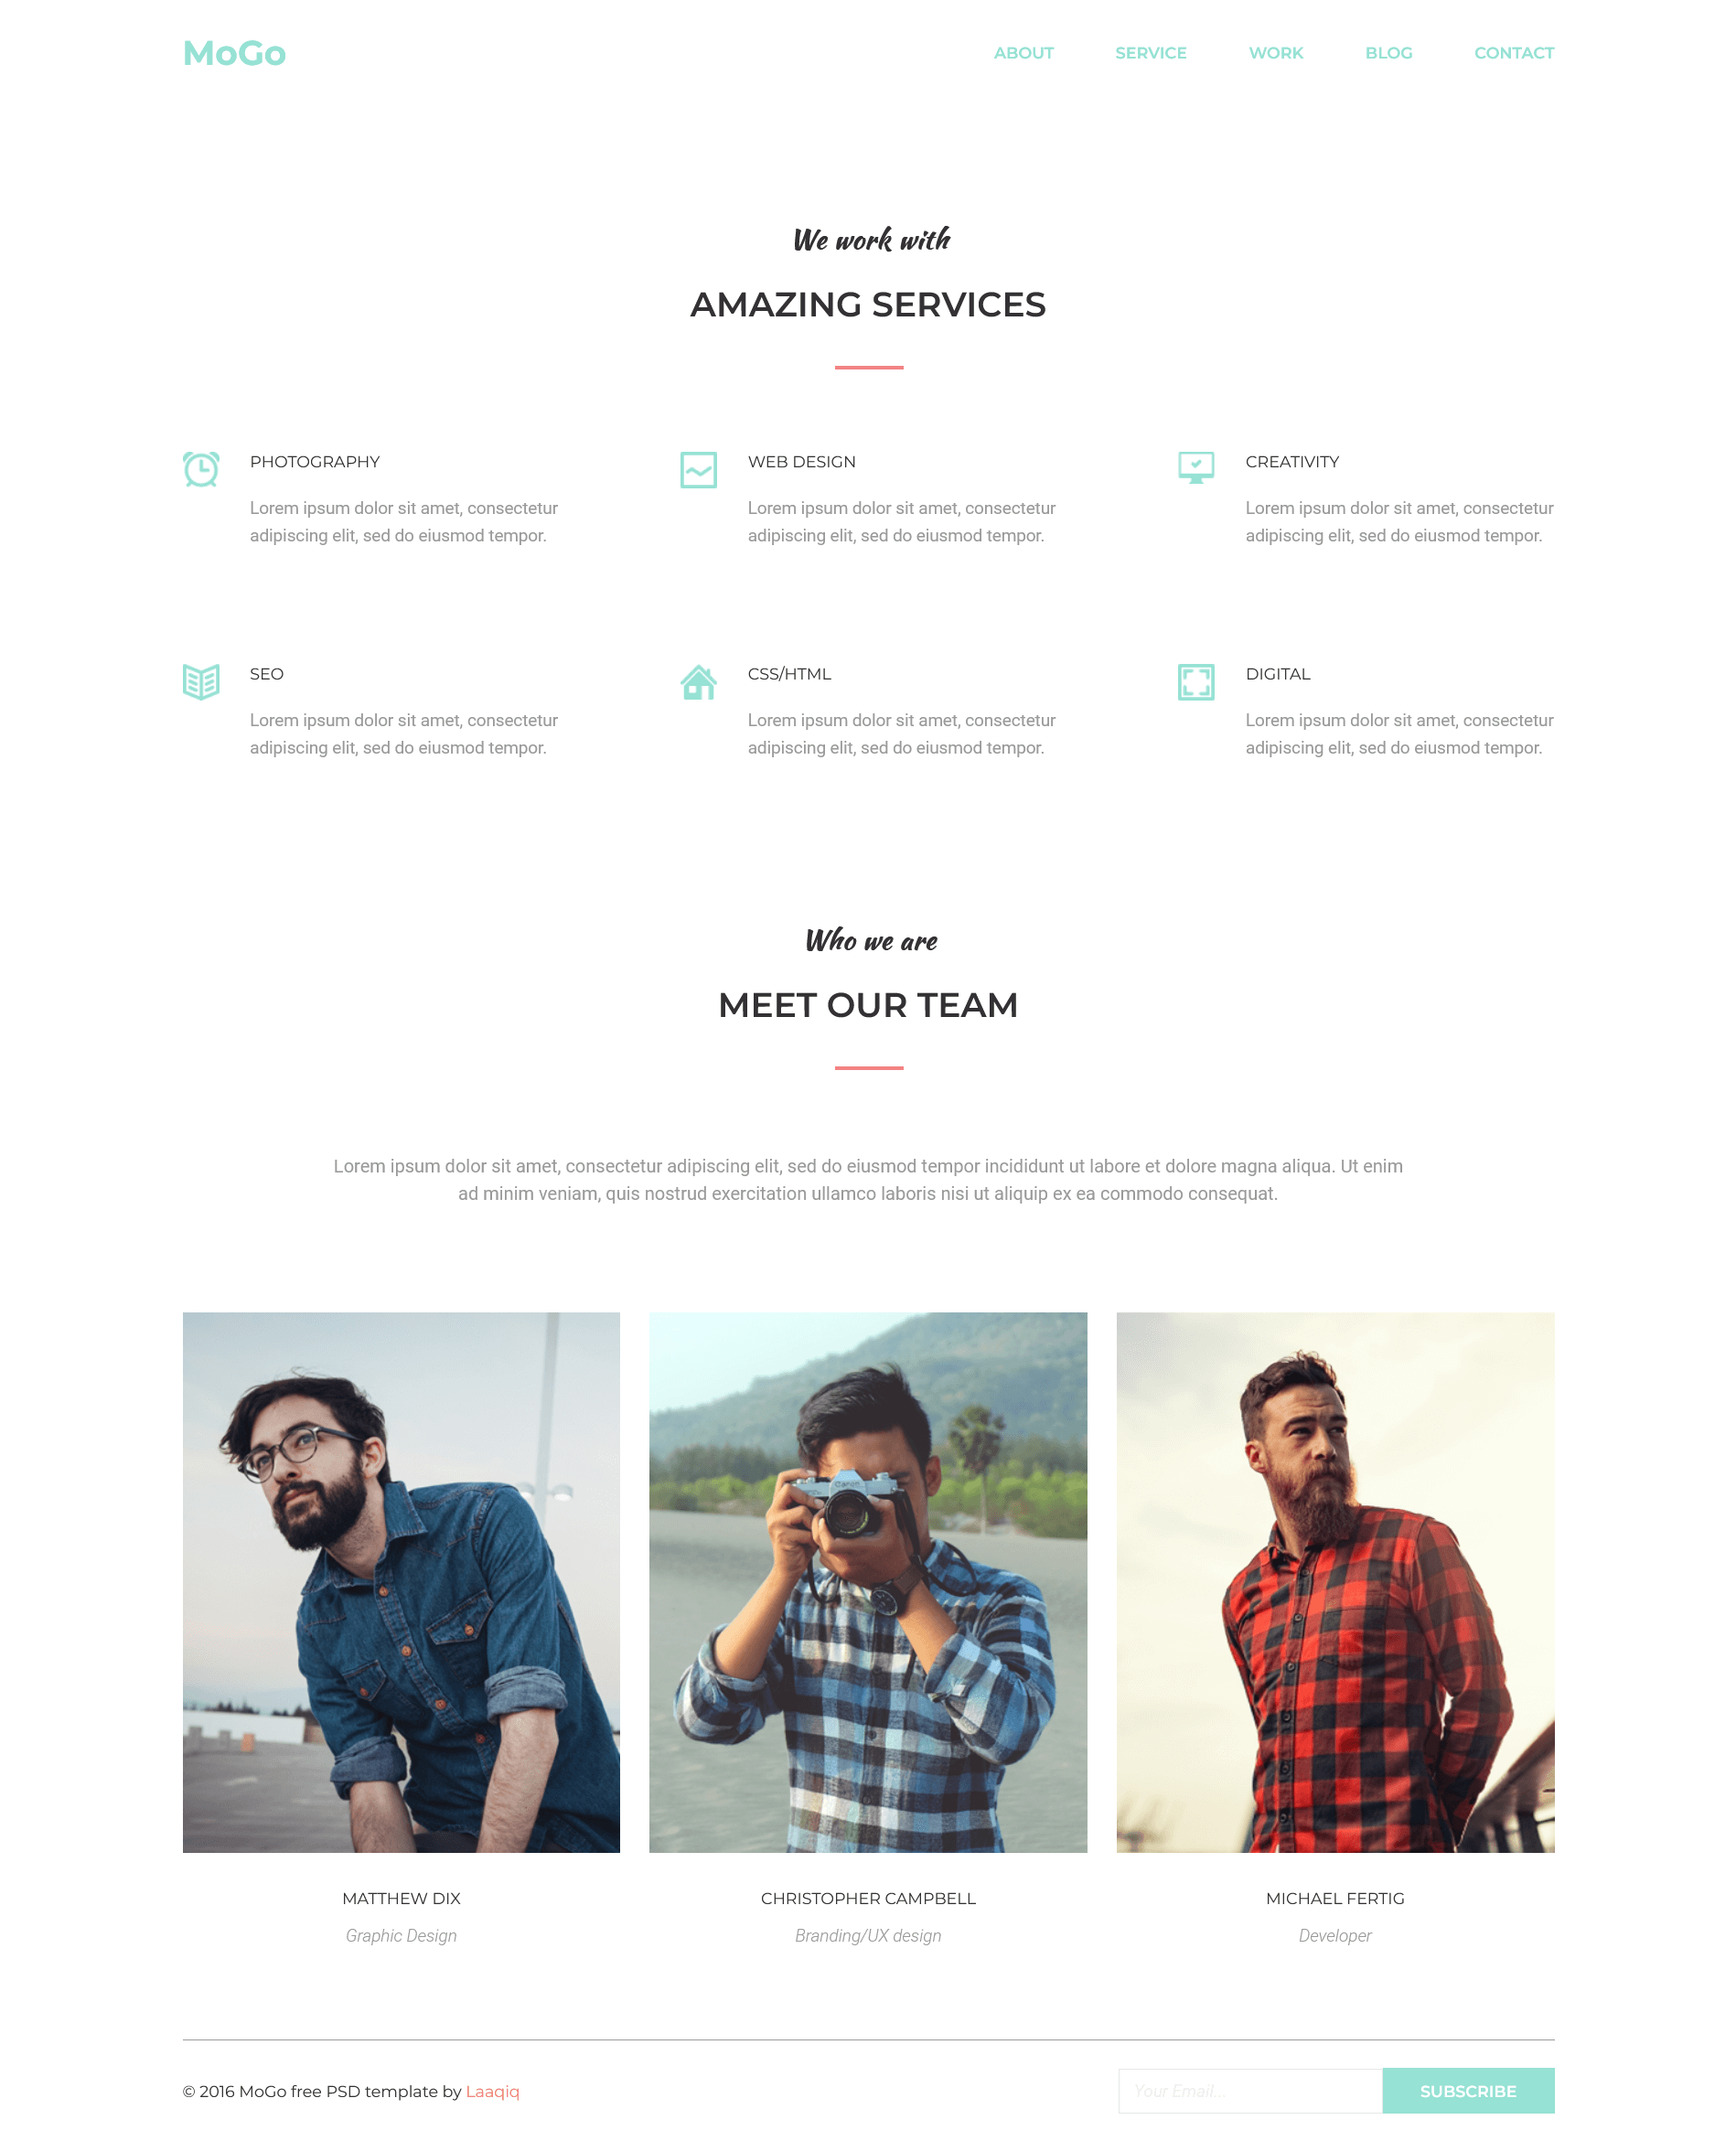 MoGo
ABOUT SERVICE WORK BLOG CONTACT
We work with
AMAZING SERVICES
PHOTOGRAPHY
Lorem ipsum dolor sit amet, consectetur
adipiscing elit, sed do eiusmod tempor.
WEB DESIGN
Lorem ipsum dolor sit amet, consectetur
adipiscing elit, sed do eiusmod tempor.
CREATIVITY
Lorem ipsum dolor sit amet, consectetur
adipiscing elit, sed do eiusmod tempor.
SEO
Lorem ipsum dolor sit amet, consectetur
adipiscing elit, sed do eiusmod tempor.
CSS/HTML
Lorem ipsum dolor sit amet, consectetur
adipiscing elit, sed do eiusmod tempor.
DIGITAL
Lorem ipsum dolor sit amet, consectetur
adipiscing elit, sed do eiusmod tempor.
Who we are
MEET OUR TEAM
Lorem ipsum dolor sit amet, consectetur adipiscing elit, sed do eiusmod tempor incididunt ut labore et dolore magna aliqua. Ut enim
ad minim veniam, quis nostrud exercitation ullamco laboris nisi ut aliquip ex ea commodo consequat.
Canon
MATTHEW DIX
Graphic Design
CHRISTOPHER CAMPBELL
Branding/UX design
MICHAEL FERTIG
Developer
© 2016 MoGo free PSD template by Laaqiq
Your Email...
SUBSCRIBE